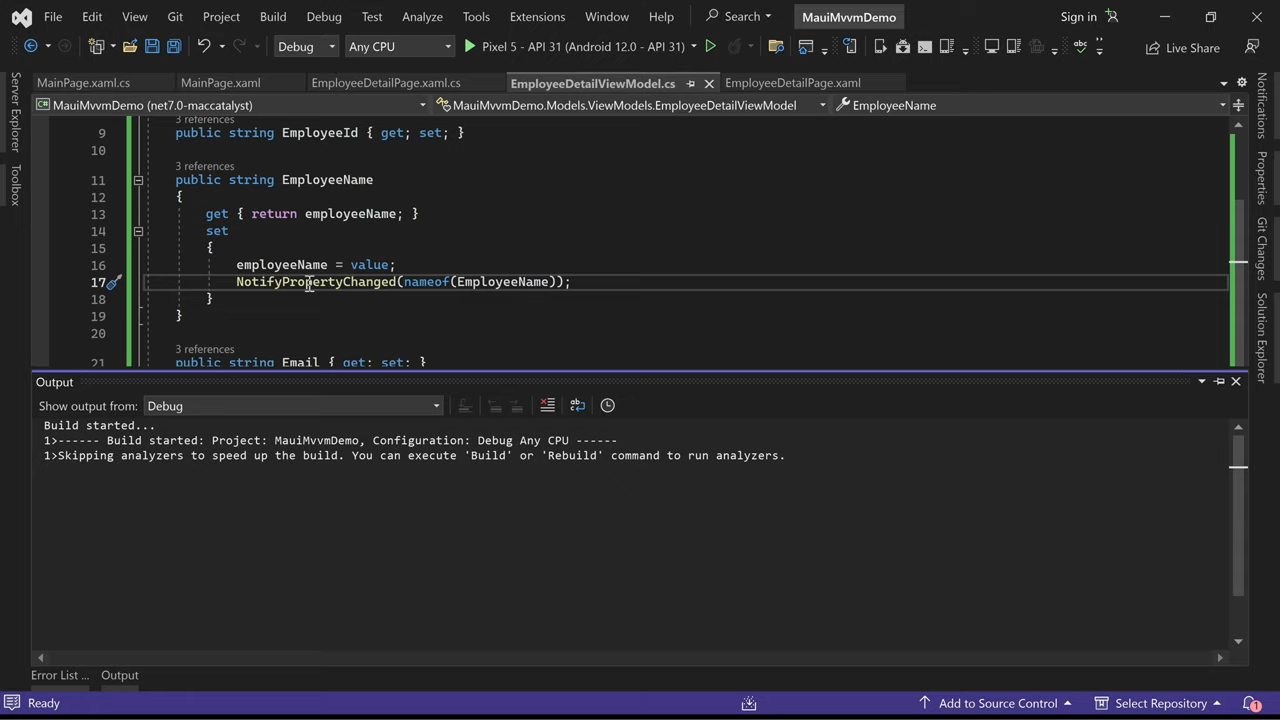 File Edit View Git Project Build Debug Test Analyze Tools Extensions Window Help Search MauiMvvmDemo Sign in
Debug Any CPU Pixel 5 - API 31 (Android 12.0 - API 31) Live Share
MainPage.xaml.cs MainPage.xaml EmployeeDetailPage.xaml.cs EmployeeDetailViewModel.cs EmployeeDetailPage.xaml
MauiMvvmDemo (net7.0-maccatalyst) MauiMvvmDemo.Models.ViewModels.EmployeeDetailViewModel EmployeeName
Server Explorer
Toolbox
3 references
9 public string EmployeeId { get; set; }
10
3 references
11 public string EmployeeName
12 {
13 get { return employeeName; }
14 set
15 {
16 employeeName = value;
17 NotifyPropertyChanged(nameof(EmployeeName));
18 }
19 }
20
3 references
21 public string Email { get; set; }
Notifications
Properties
Git Changes
Solution Explorer
Output
Show output from: Debug
Build started...
1>------ Build started: Project: MauiMvvmDemo, Configuration: Debug Any CPU ------
1>Skipping analyzers to speed up the build. You can execute 'Build' or 'Rebuild' command to run analyzers.
Error List ... Output
Ready Add to Source Control Select Repository 1